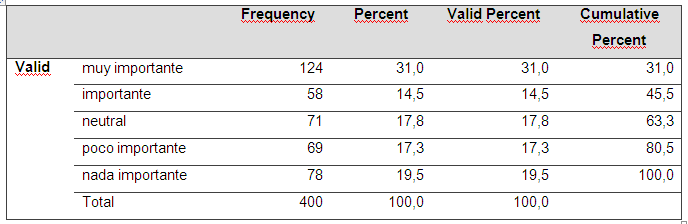 Frequency Percent Valid Percent Cumulative Percent
Valid muy importante 124 31,0 31,0 31,0
importante 58 14,5 14,5 45,5
neutral 71 17,8 17,8 63,3
poco importante 69 17,3 17,3 80,5
nada importante 78 19,5 19,5 100,0
Total 400 100,0 100,0